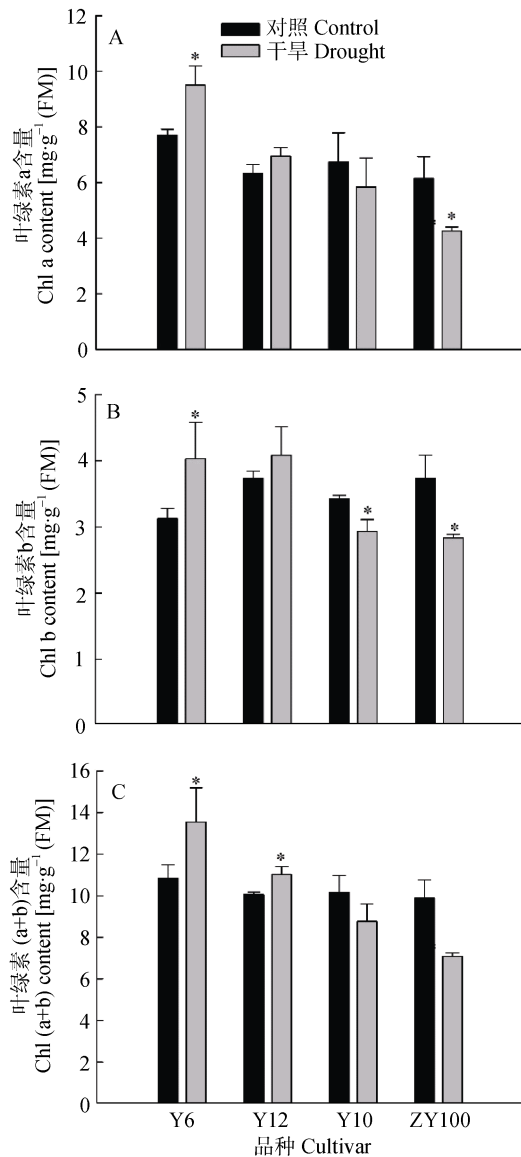 A
■ 对照 Control
干旱 Drought
叶绿素a含量
Chl a content [mg·g⁻¹ (FM)]
12
10
8
6
4
2
0
*
*
B
叶绿素b含量
Chl b content [mg·g⁻¹ (FM)]
5
4
3
2
1
0
*
*
*
C
叶绿素 (a+b)含量
Chl (a+b) content [mg·g⁻¹ (FM)]
16
14
12
10
8
6
4
2
0
*
*
Y6 Y12 Y10 ZY100
品种 Cultivar